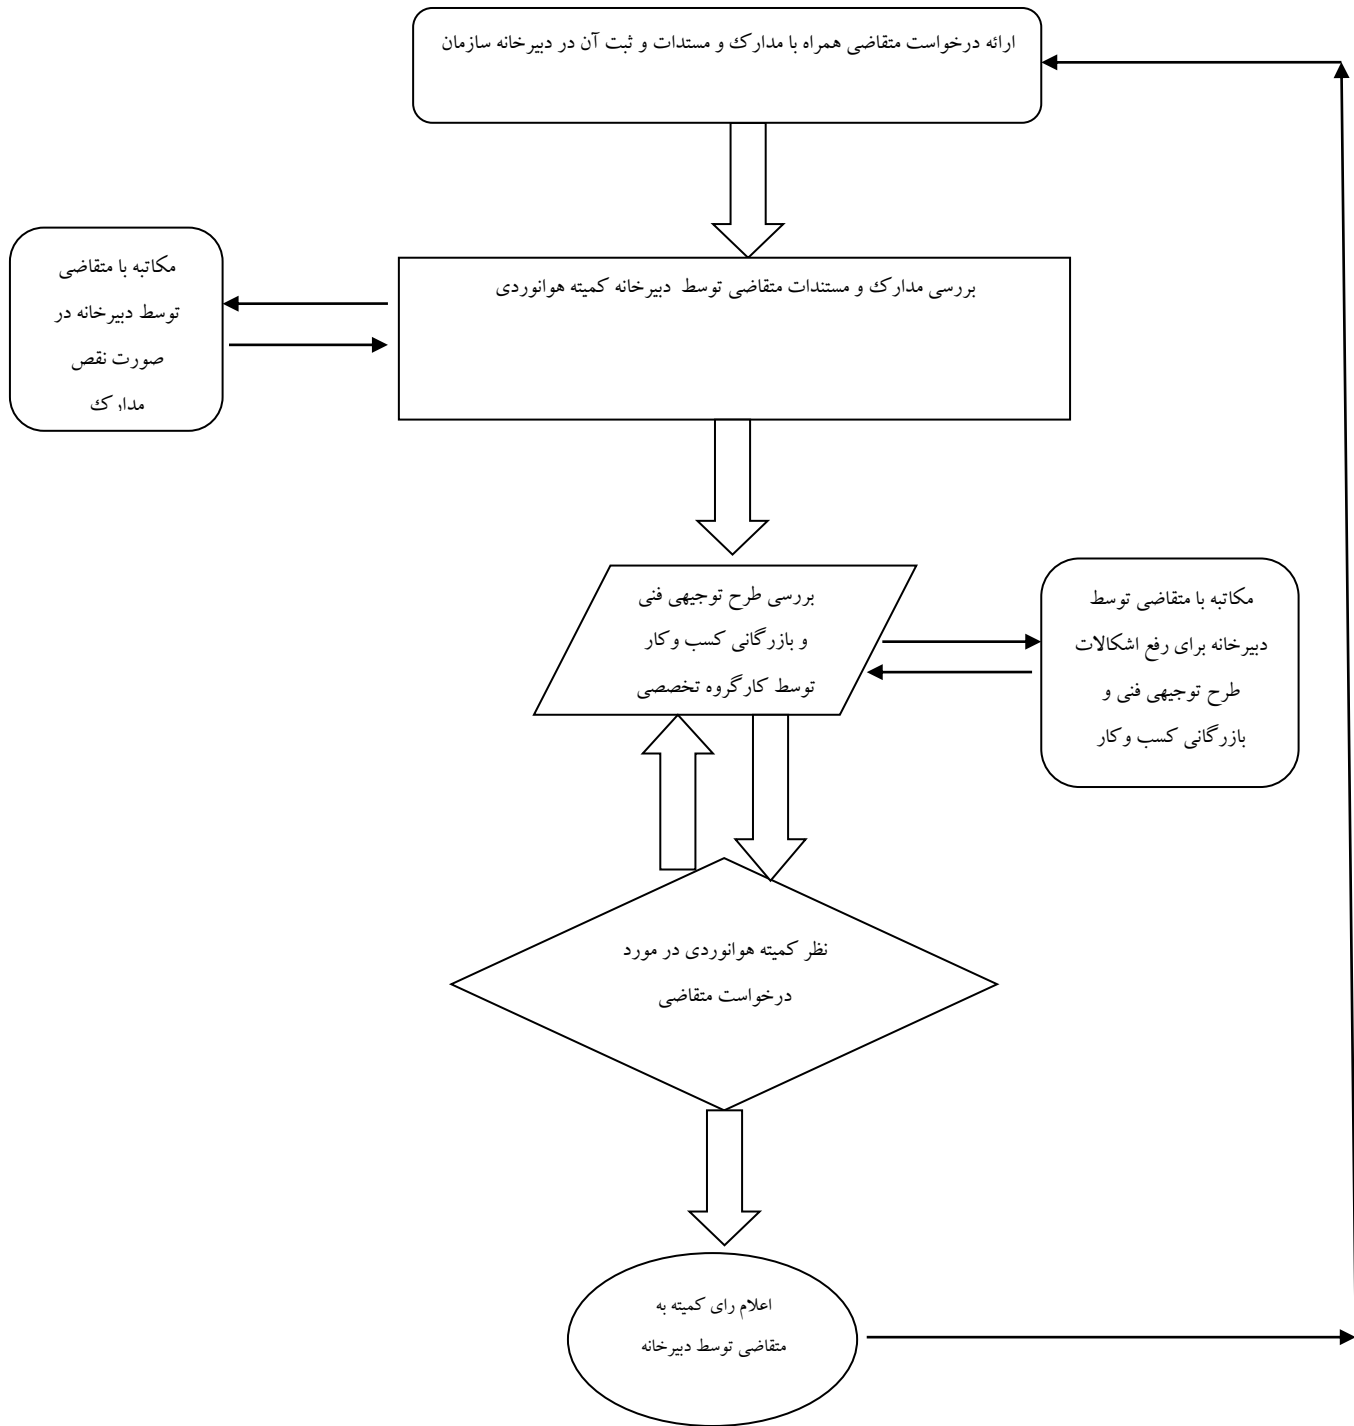 ارائه درخواست متقاضی همراه با مدارک و مستدات و ثبت آن در دبیرخانه سازمان
بررسی مدارک و مستندات متقاضی توسط دبیرخانه کمیته هوانوردی
مکاتبه با متقاضی
توسط دبیرخانه در
صورت نقص
مدارک
بررسی طرح توجیهی فنی
و بازرگانی کسب وکار
توسط کارگروه تخصصی
مکاتبه با متقاضی توسط
دبیرخانه برای رفع اشکالات
طرح توجیهی فنی و
بازرگانی کسب وکار
نظر کمیته هوانوردی در مورد
درخواست متقاضی
اعلام رای کمیته به
متقاضی توسط دبیرخانه